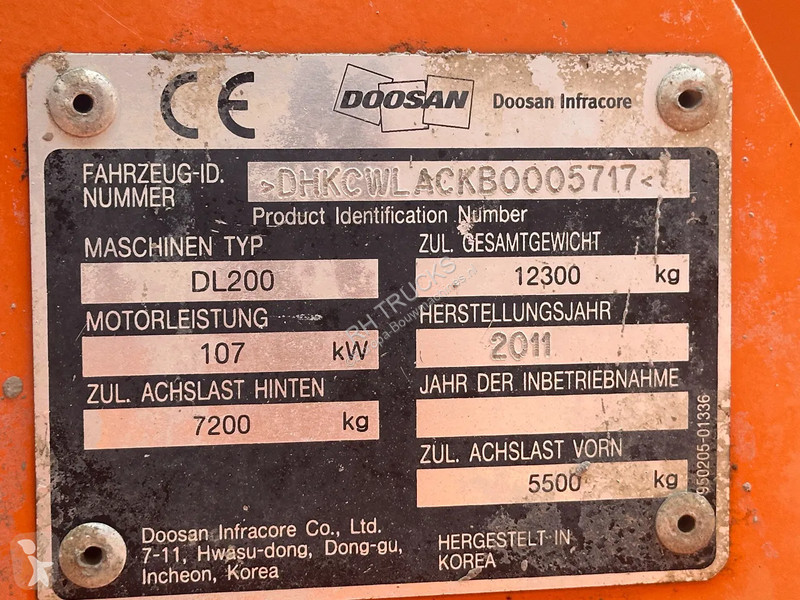 CE DOOSAN Doosan Infracore
FAHRZEUG-ID.
NUMMER
>DHKCWLACKB0005717<
Product Identification Number
MASCHINEN TYP
DL200
ZUL. GESAMTGEWICHT
12300 kg
MOTORLEISTUNG
107 kW
HERSTELLUNGSJAHR
2011
ZUL. ACHSLAST HINTEN
7200 kg
JAHR DER INBETRIEBNAHME
ZUL. ACHSLAST VORN
5500 kg
950205-01336
Doosan Infracore Co., Ltd.
7-11, Hwasu-dong, Dong-gu,
Incheon, Korea
HERGESTELLT IN
KOREA
TRUCKS